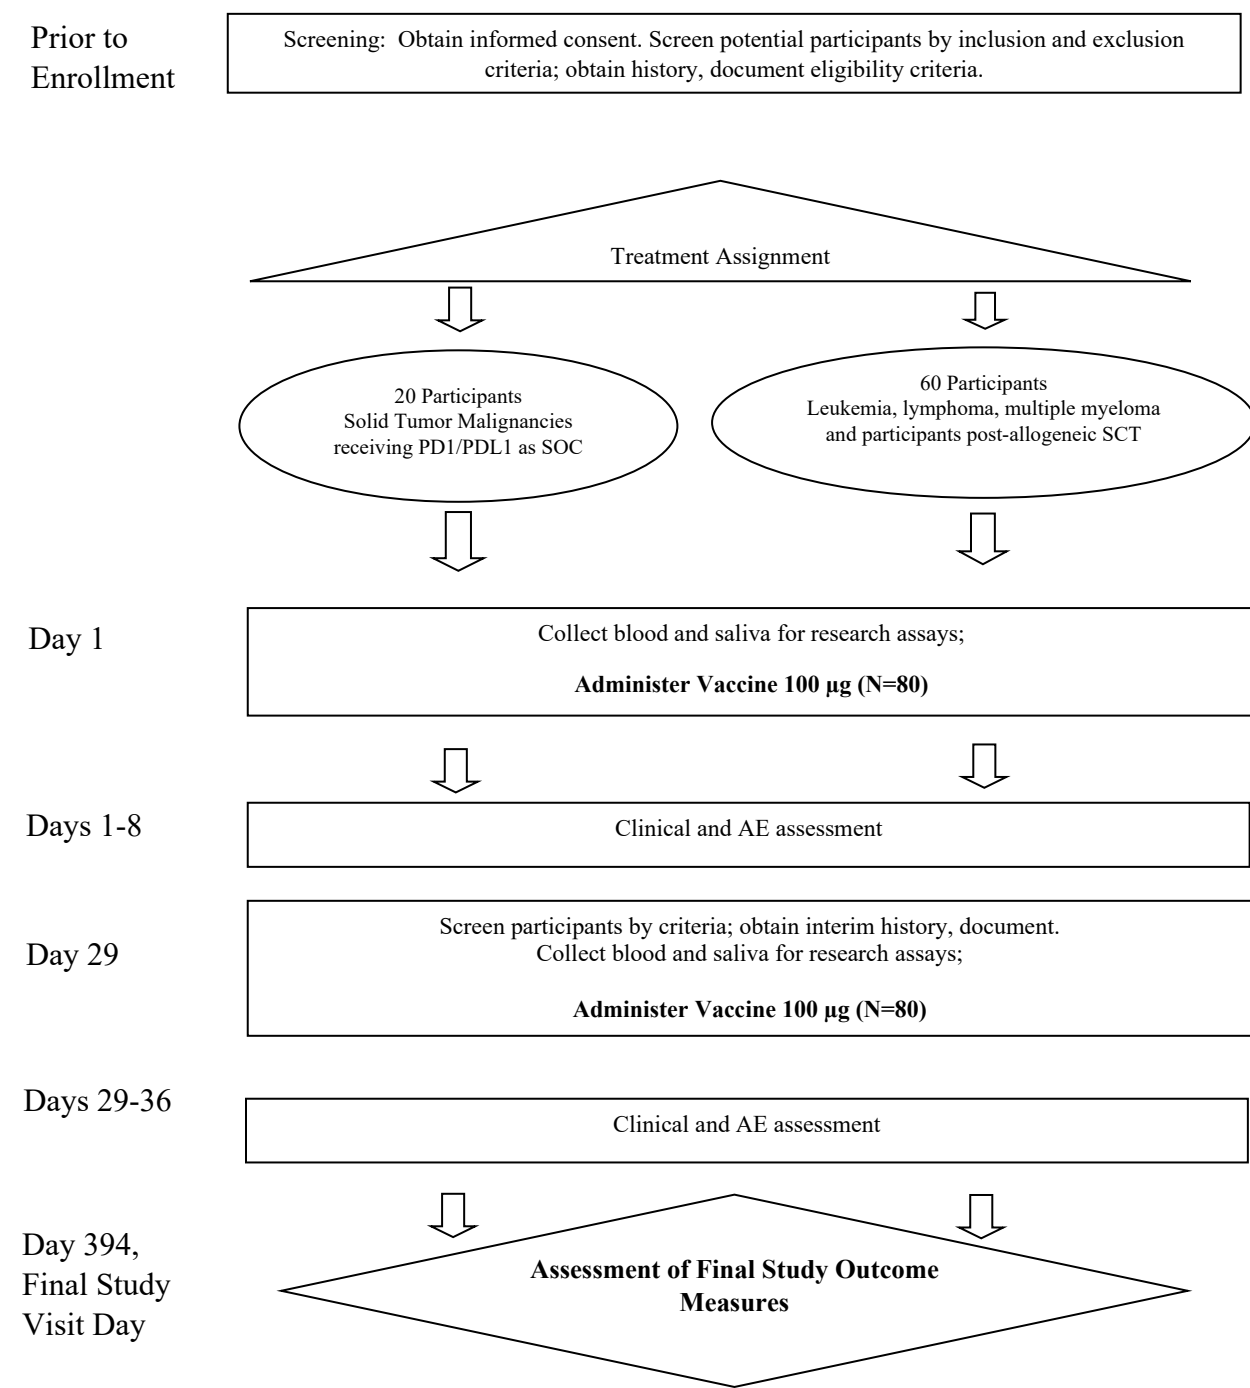 Prior to
Enrollment
Screening:  Obtain informed consent. Screen potential participants by inclusion and exclusion
criteria; obtain history, document eligibility criteria.
Treatment Assignment
20 Participants
Solid Tumor Malignancies
receiving PD1/PDL1 as SOC
60 Participants
Leukemia, lymphoma, multiple myeloma
and participants post-allogeneic SCT
Day 1
Collect blood and saliva for research assays;
Administer Vaccine 100 µg (N=80)
Days 1-8
Clinical and AE assessment
Day 29
Screen participants by criteria; obtain interim history, document.
Collect blood and saliva for research assays;
Administer Vaccine 100 µg (N=80)
Days 29-36
Clinical and AE assessment
Day 394,
Final Study
Visit Day
Assessment of Final Study Outcome
Measures